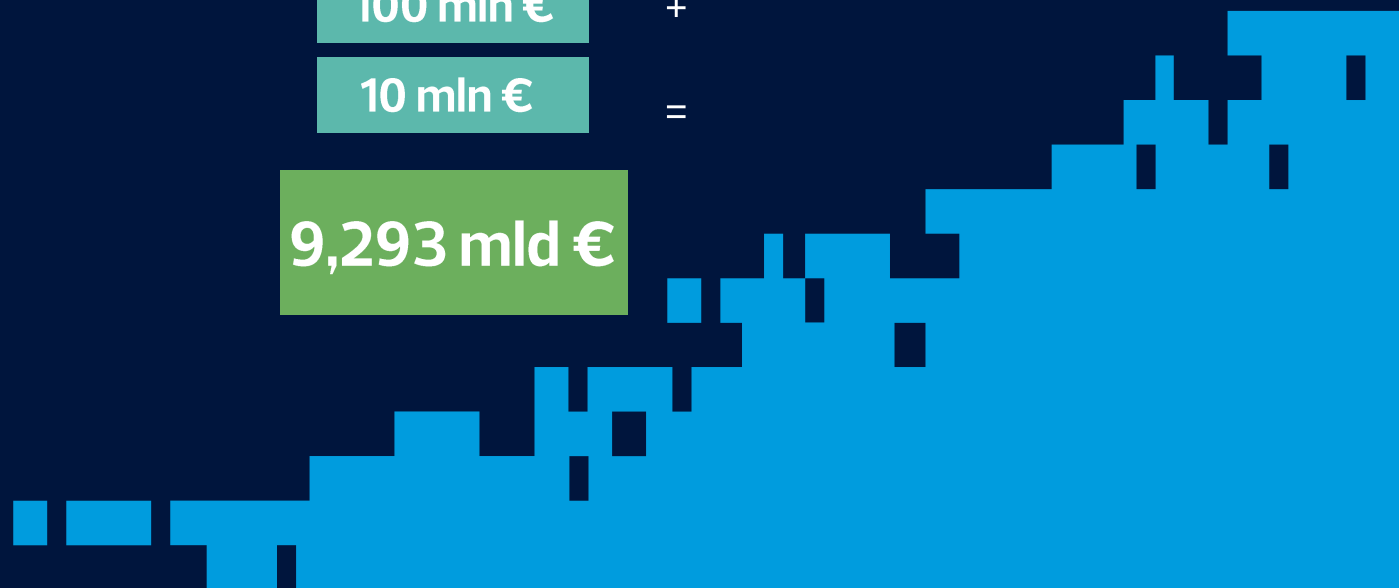 100 mln € +
10 mln € =
9,293 mld €